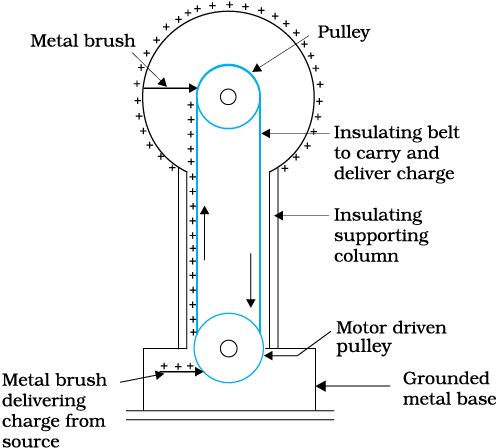 Metal brush
Pulley
Insulating belt
to carry and
deliver charge
Insulating
supporting
column
Motor driven
pulley
Grounded
metal base
Metal brush
delivering
charge from
source